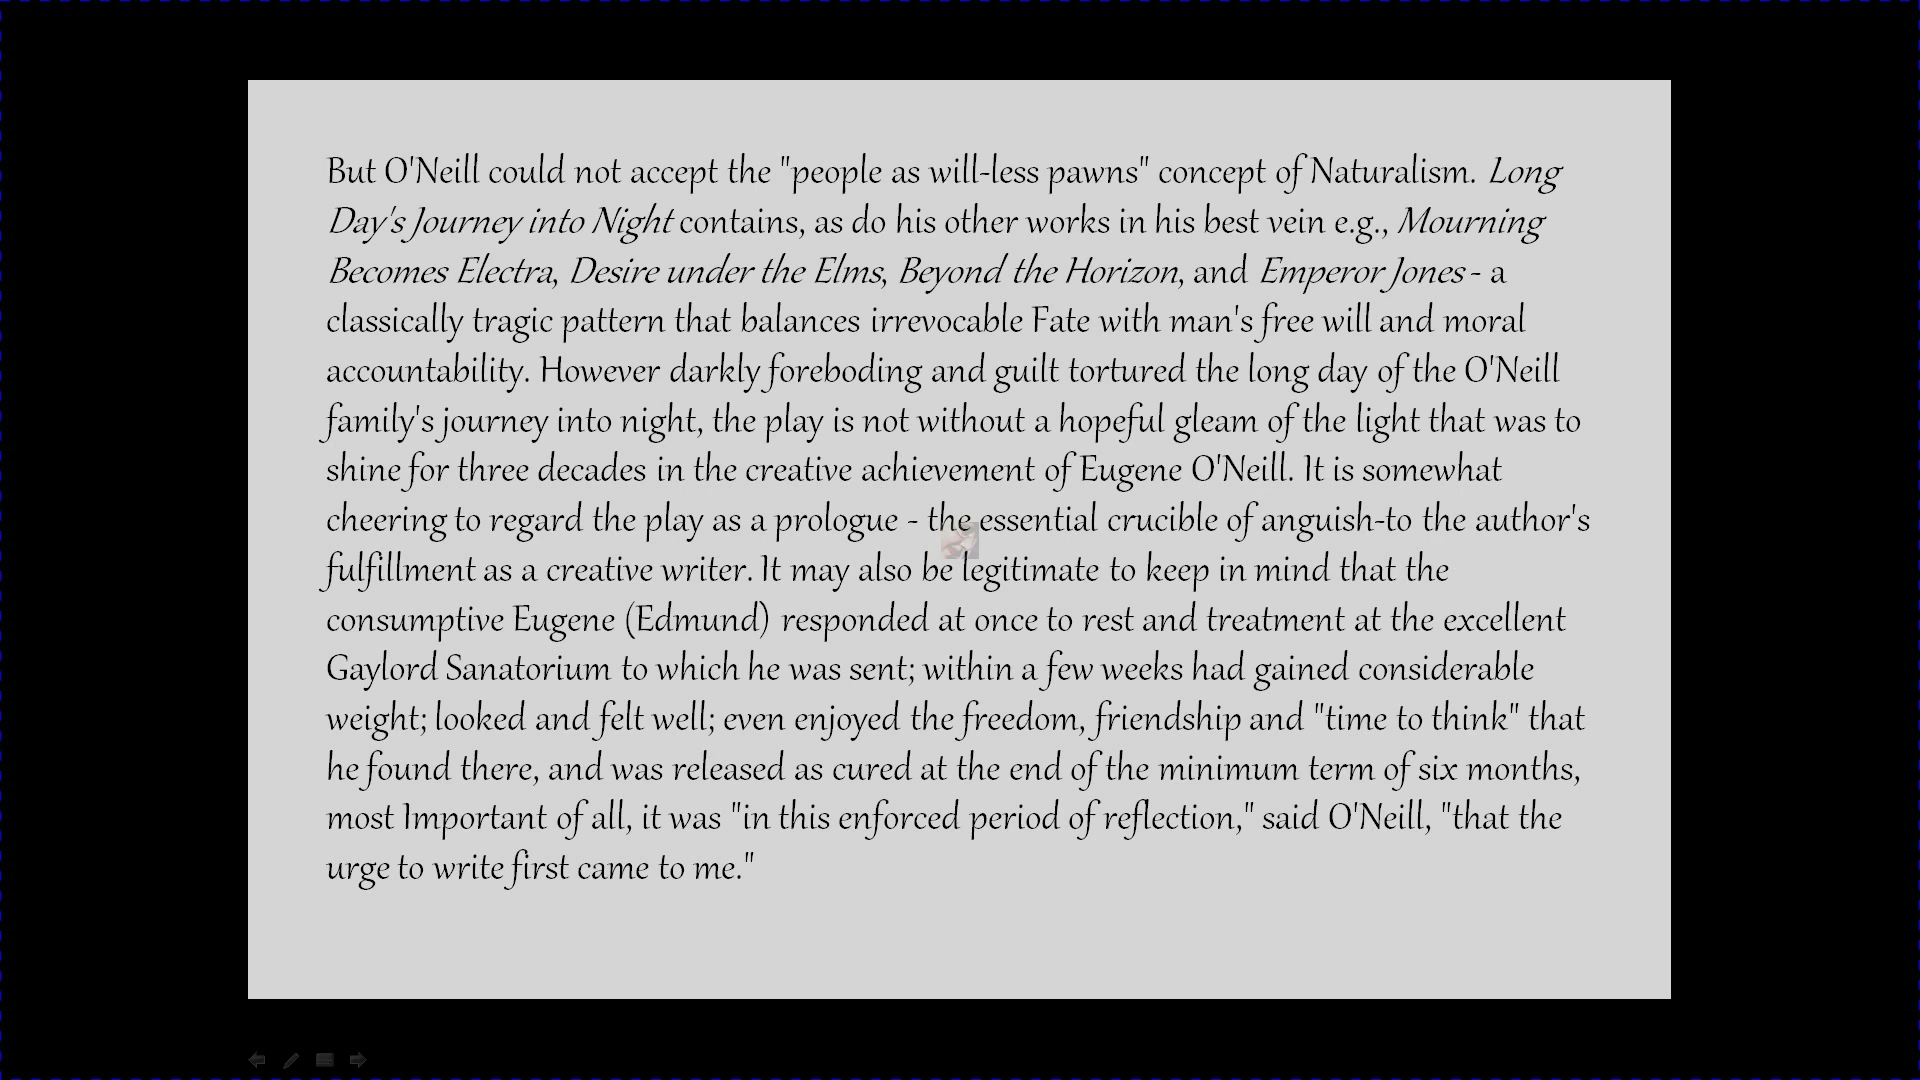 But O'Neill could not accept the "people as will-less pawns" concept of Naturalism. Long
Day's Journey into Night contains, as do his other works in his best vein e.g., Mourning
Becomes Electra, Desire under the Elms, Beyond the Horizon, and Emperor Jones - a
classically tragic pattern that balances irrevocable Fate with man's free will and moral
accountability. However darkly foreboding and guilt tortured the long day of the O'Neill
family's journey into night, the play is not without a hopeful gleam of the light that was to
shine for three decades in the creative achievement of Eugene O'Neill. It is somewhat
cheering to regard the play as a prologue - the essential crucible of anguish-to the author's
fulfillment as a creative writer. It may also be legitimate to keep in mind that the
consumptive Eugene (Edmund) responded at once to rest and treatment at the excellent
Gaylord Sanatorium to which he was sent; within a few weeks had gained considerable
weight; looked and felt well; even enjoyed the freedom, friendship and "time to think" that
he found there, and was released as cured at the end of the minimum term of six months,
most Important of all, it was "in this enforced period of reflection," said O'Neill, "that the
urge to write first came to me."